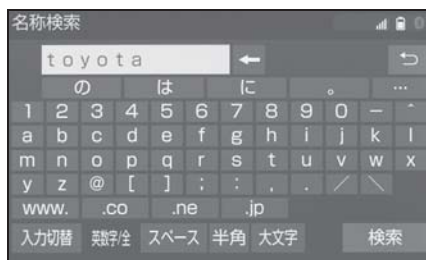 名称検索
toyota
の は に 。 …
1 2 3 4 5 6 7 8 9 0 - ^
a b c d e f g h i j k l
m n o p q r s t u v w x
y z @ [ ] ; : , . / \
www. .co .ne .jp
入力切替 英数字/全 スペース 半角 大文字 検索